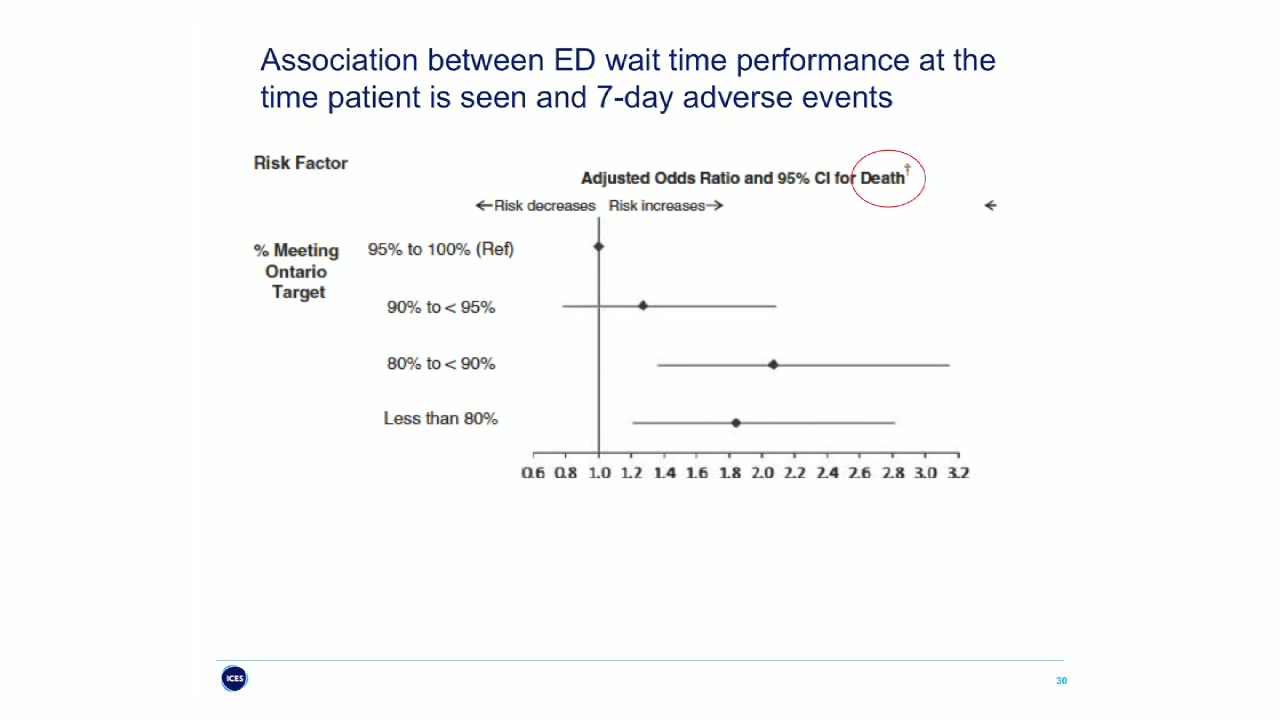 Association between ED wait time performance at the
time patient is seen and 7-day adverse events
Risk Factor
Adjusted Odds Ratio and 95% CI for Death†
←Risk decreases Risk increases→ ←
% Meeting
Ontario
Target
95% to 100% (Ref)
90% to < 95%
80% to < 90%
Less than 80%
0.6 0.8 1.0 1.2 1.4 1.6 1.8 2.0 2.2 2.4 2.6 2.8 3.0 3.2
ICES
30